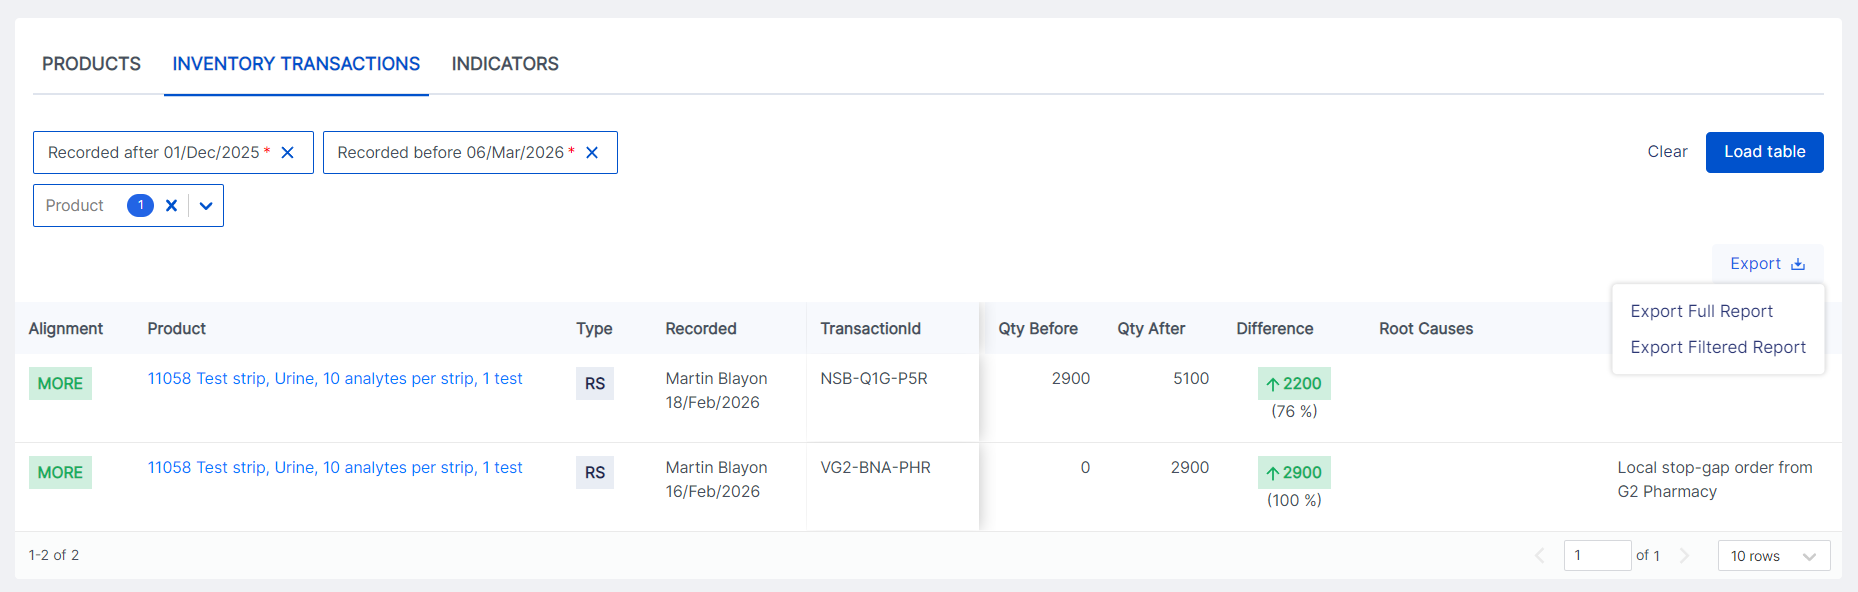 PRODUCTS INVENTORY TRANSACTIONS INDICATORS
Recorded after 01/Dec/2025 * Recorded before 06/Mar/2026 * Clear Load table
Product 1
Export
Export Full Report
Export Filtered Report
Alignment Product Type Recorded TransactionId Qty Before Qty After Difference Root Causes
MORE 11058 Test strip, Urine, 10 analytes per strip, 1 test RS Martin Blayon NSB-Q1G-P5R 2900 5100 2200
18/Feb/2026 (76 %)
MORE 11058 Test strip, Urine, 10 analytes per strip, 1 test RS Martin Blayon VG2-BNA-PHR 0 2900 2900 Local stop-gap order from
16/Feb/2026 (100 %) G2 Pharmacy
1-2 of 2 1 of 1 10 rows